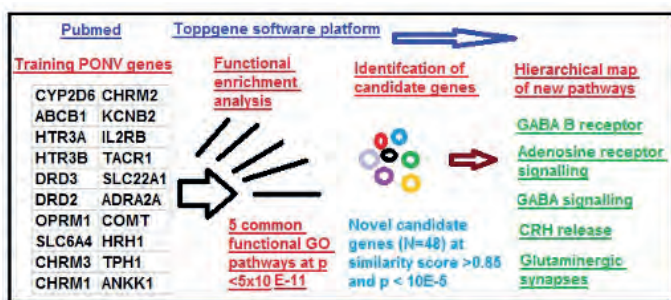 Pubmed
Toppgene software platform
Training PONV genes
CYP2D6 CHRM2
ABCB1 KCNB2
HTR3A IL2RB
HTR3B TACR1
DRD3 SLC22A1
DRD2 ADRA2A
OPRM1 COMT
SLC6A4 HRH1
CHRM3 TPH1
CHRM1 ANKK1
Functional
enrichment
analysis
5 common
functional GO
pathways at p
<5x10 E-11
Identifcation of
candidate genes
Novel candidate
genes (N=48) at
similarity score >0.85
and p < 10E-5
Hierarchical map
of new pathways
GABA B receptor
Adenosine receptor
signalling
GABA signalling
CRH release
Glutaminergic
synapses